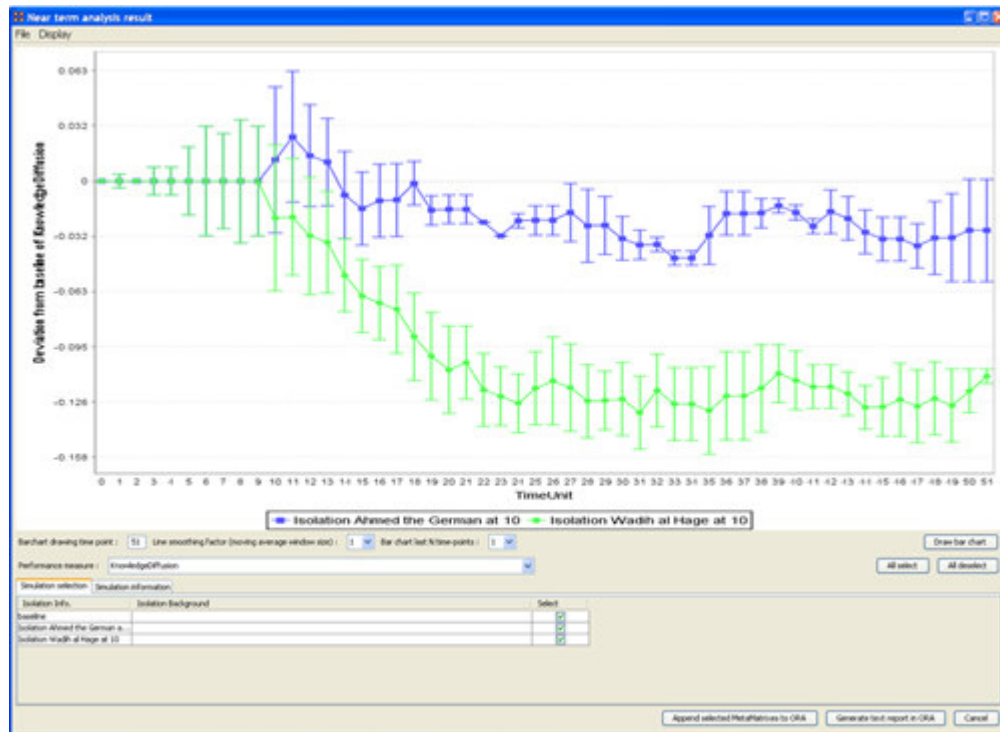 Near term analysis result
File Display
Deviation from baseline of KnowledgeDiffusion
0.063
0.032
0
-0.032
-0.063
-0.095
-0.126
-0.158
0 1 2 3 4 5 6 7 8 9 10 11 12 13 14 15 16 17 18 19 20 21 22 23 24 25 26 27 28 29 30 31 32 33 34 35 36 37 38 39 40 41 42 43 44 45 46 47 48 49 50 51
TimeUnit
Isolation Ahmed the German at 10 Isolation Wadih al Hage at 10
Barchart drawing time point : 51 Line smoothing factor (moving average window size) : 1 Bar chart last N time-points : 1 Draw bar chart
Performance measure : KnowledgeDiffusion All select All deselect
Simulation selection Simulation information
Isolation Info. Isolation Background Select
baseline
Isolation Ahmed the German a...
Isolation Wadih al Hage at 10
Append selected MetaMatrices to ORA Generate text report in ORA Cancel